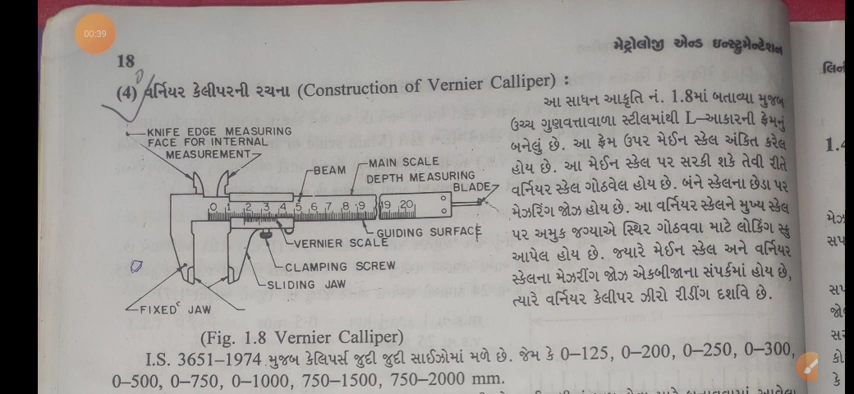 00:39
મેટ્રોલોજી એન્ડ ઇન્સ્ટ્રુમેન્ટેશન
18
(4) વર્નિયર કેલીપરની રચના (Construction of Vernier Calliper) :
KNIFE EDGE MEASURING
FACE FOR INTERNAL
MEASUREMENT
BEAM
MAIN SCALE
DEPTH MEASURING
BLADE
0 1 2 3 4 5 6 7 8 9 19 20
GUIDING SURFACE
VERNIER SCALE
CLAMPING SCREW
SLIDING JAW
FIXED JAW
(Fig. 1.8 Vernier Calliper)
આ સાધન આકૃતિ નં. 1.8માં બતાવ્યા મુજબ
ઉચ્ચ ગુણવત્તાવાળા સ્ટીલમાંથી L–આકારની ફ્રેમનું
બનેલું છે. આ ફ્રેમ ઉપર મેઈન સ્કેલ અંકિત કરેલ
હોય છે. આ મેઈન સ્કેલ પર સરકી શકે તેવી રીતે
વર્નિયર સ્કેલ ગોઠવેલ હોય છે. બંને સ્કેલના છેડા પર
મેઝરિંગ જોઝ હોય છે. આ વર્નિયર સ્કેલને મુખ્ય સ્કેલ
પર અમુક જગ્યાએ સ્થિર ગોઠવવા માટે લોકિંગ સ્ક્રુ
આપેલ હોય છે. જ્યારે મેઈન સ્કેલ અને વર્નિયર
સ્કેલના મેઝરીંગ જોઝ એકબીજાના સંપર્કમાં હોય છે,
ત્યારે વર્નિયર કેલીપર ઝીરો રીડીંગ દર્શાવે છે.
I.S. 3651–1974 મુજબ કેલિપર્સ જુદી જુદી સાઈઝોમાં મળે છે. જેમ કે 0–125, 0–200, 0–250, 0–300,
0–500, 0–750, 0–1000, 750–1500, 750–2000 mm.
લિની
1.4
મેઝ
સપ
સપ
જો
સર
કો
કે